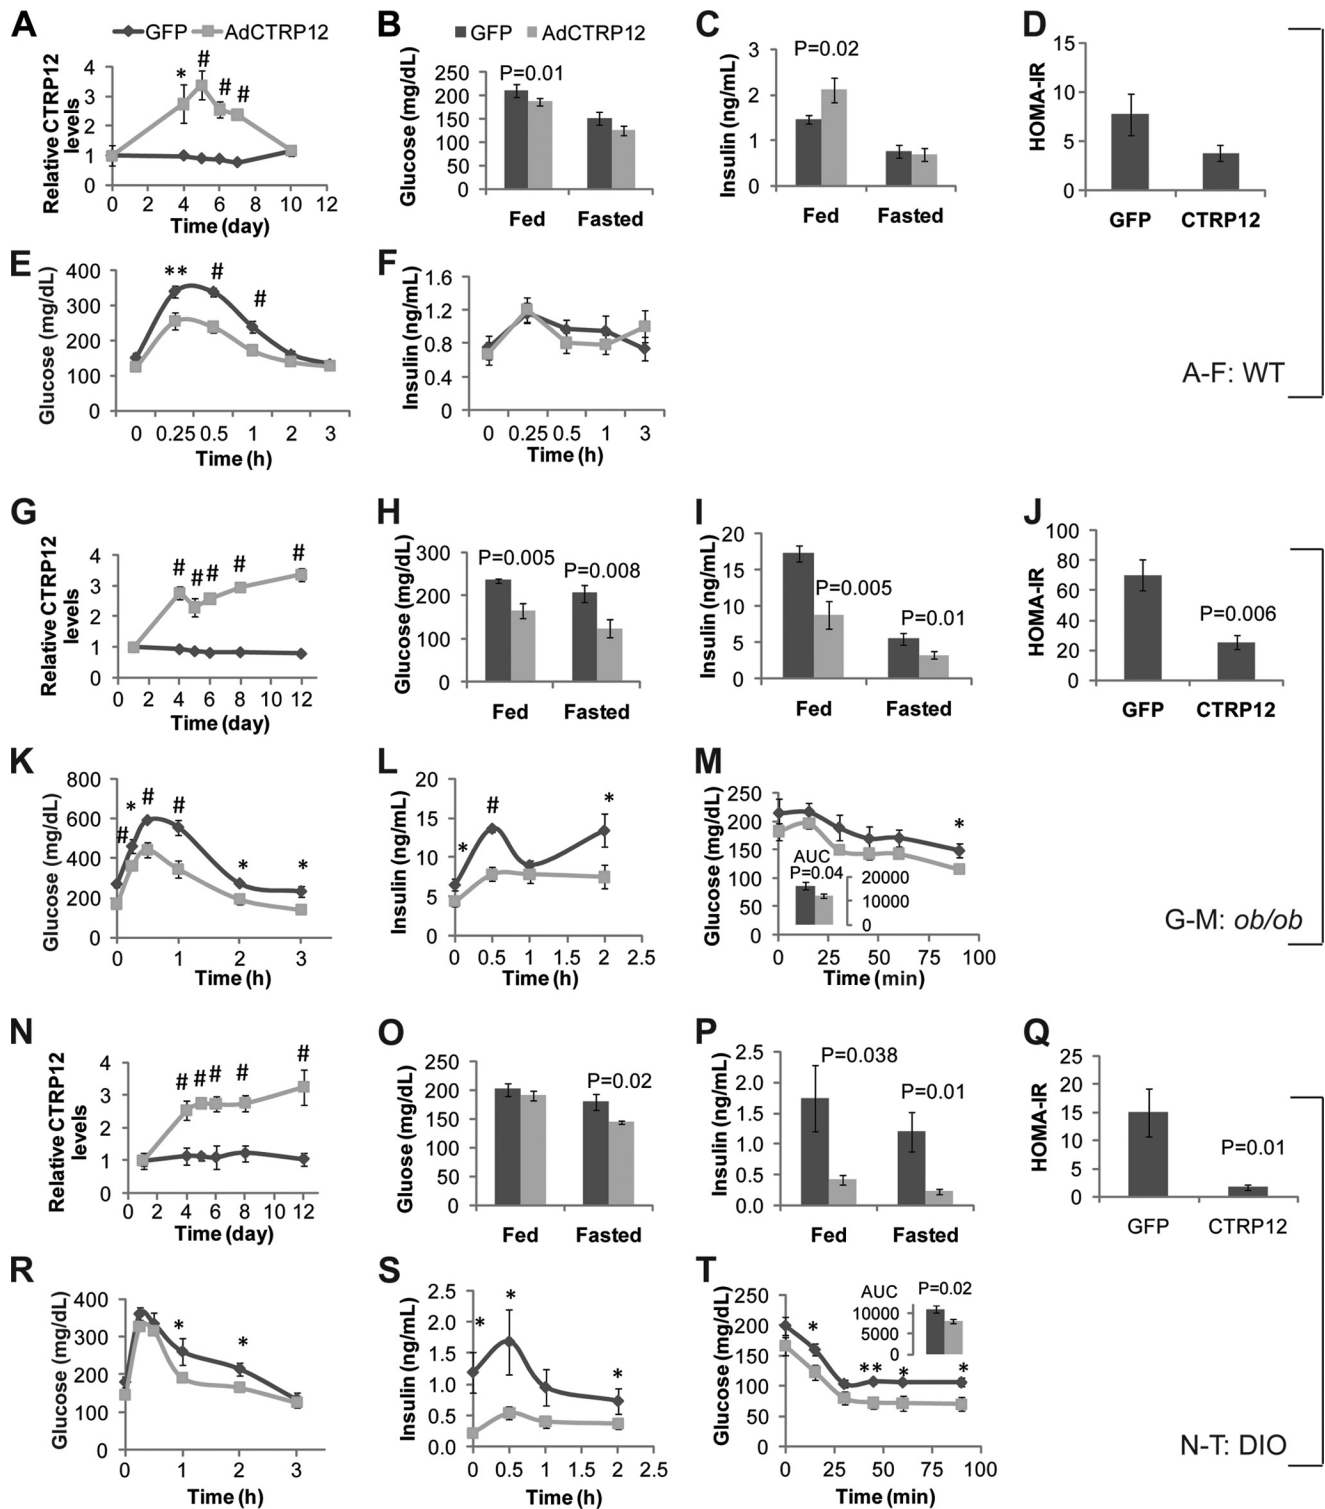 A
GFP AdCTRP12
Relative CTRP12
levels
4
3
2
1
0
* # # #
0 2 4 6 8 10 12
Time (day)
B
GFP AdCTRP12
Glucose (mg/dL)
250
200
150
100
50
0
P=0.01
Fed Fasted
C
Insulin (ng/mL)
3
2
1
0
P=0.02
Fed Fasted
D
HOMA-IR
15
10
5
0
GFP CTRP12
E
Glucose (mg/dL)
400
300
200
100
0
** # #
0 0.25 0.5 1 2 3
Time (h)
F
Insulin (ng/mL)
1.6
1.2
0.8
0.4
0
0 0.25 0.5 1 3
Time (h)
A-F: WT
G
Relative CTRP12
levels
4
3
2
1
0
# # # # #
0 2 4 6 8 10 12
Time (day)
H
Glucose (mg/dL)
300
200
100
0
P=0.005
P=0.008
Fed Fasted
I
Insulin (ng/mL)
20
15
10
5
0
P=0.005
P=0.01
Fed Fasted
J
HOMA-IR
100
80
60
40
20
0
P=0.006
GFP CTRP12
K
Glucose (mg/dL)
800
600
400
200
0
# * # # * *
0 1 2 3
Time (h)
L
Insulin (ng/mL)
20
15
10
5
0
* # *
0 0.5 1 1.5 2 2.5
Time (h)
M
Glucose (mg/dL)
250
200
150
100
50
0
*
AUC
P=0.04
20000
10000
0
0 25 50 75 100
Time (min)
G-M: ob/ob
N
Relative CTRP12
levels
4
3
2
1
0
# # # # #
0 2 4 6 8 10 12
Time (day)
O
Gluose (mg/dL)
250
200
150
100
50
0
P=0.02
Fed Fasted
P
Insulin (ng/mL)
2.5
2.0
1.5
1.0
0.5
0.0
P=0.038
P=0.01
Fed Fasted
Q
HOMA-IR
25
20
15
10
5
0
P=0.01
GFP CTRP12
R
Glucose (mg/dL)
400
300
200
100
0
* *
0 1 2 3
Time (h)
S
Insulin (ng/mL)
2.5
2.0
1.5
1.0
0.5
0.0
* * *
0 0.5 1 1.5 2 2.5
Time (h)
T
Glucose (mg/dL)
250
200
150
100
50
0
* ** * *
AUC
P=0.02
10000
5000
0
0 25 50 75 100
Time (min)
N-T: DIO